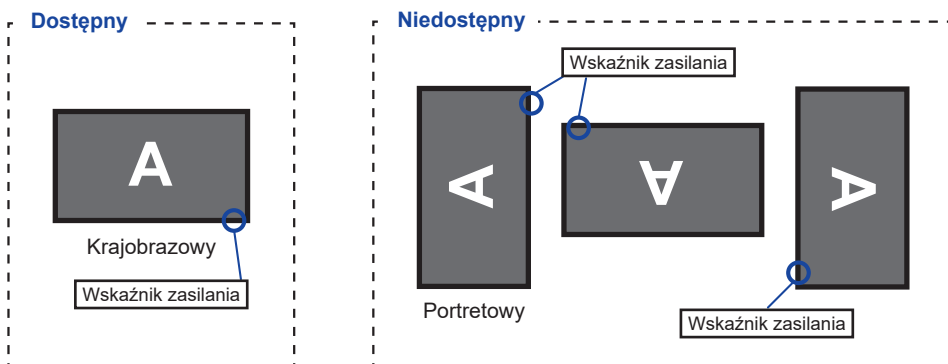 Dostępny
A
Krajobrazowy
Wskaźnik zasilania
Niedostępny
Wskaźnik zasilania
A
A
A
Portretowy
Wskaźnik zasilania